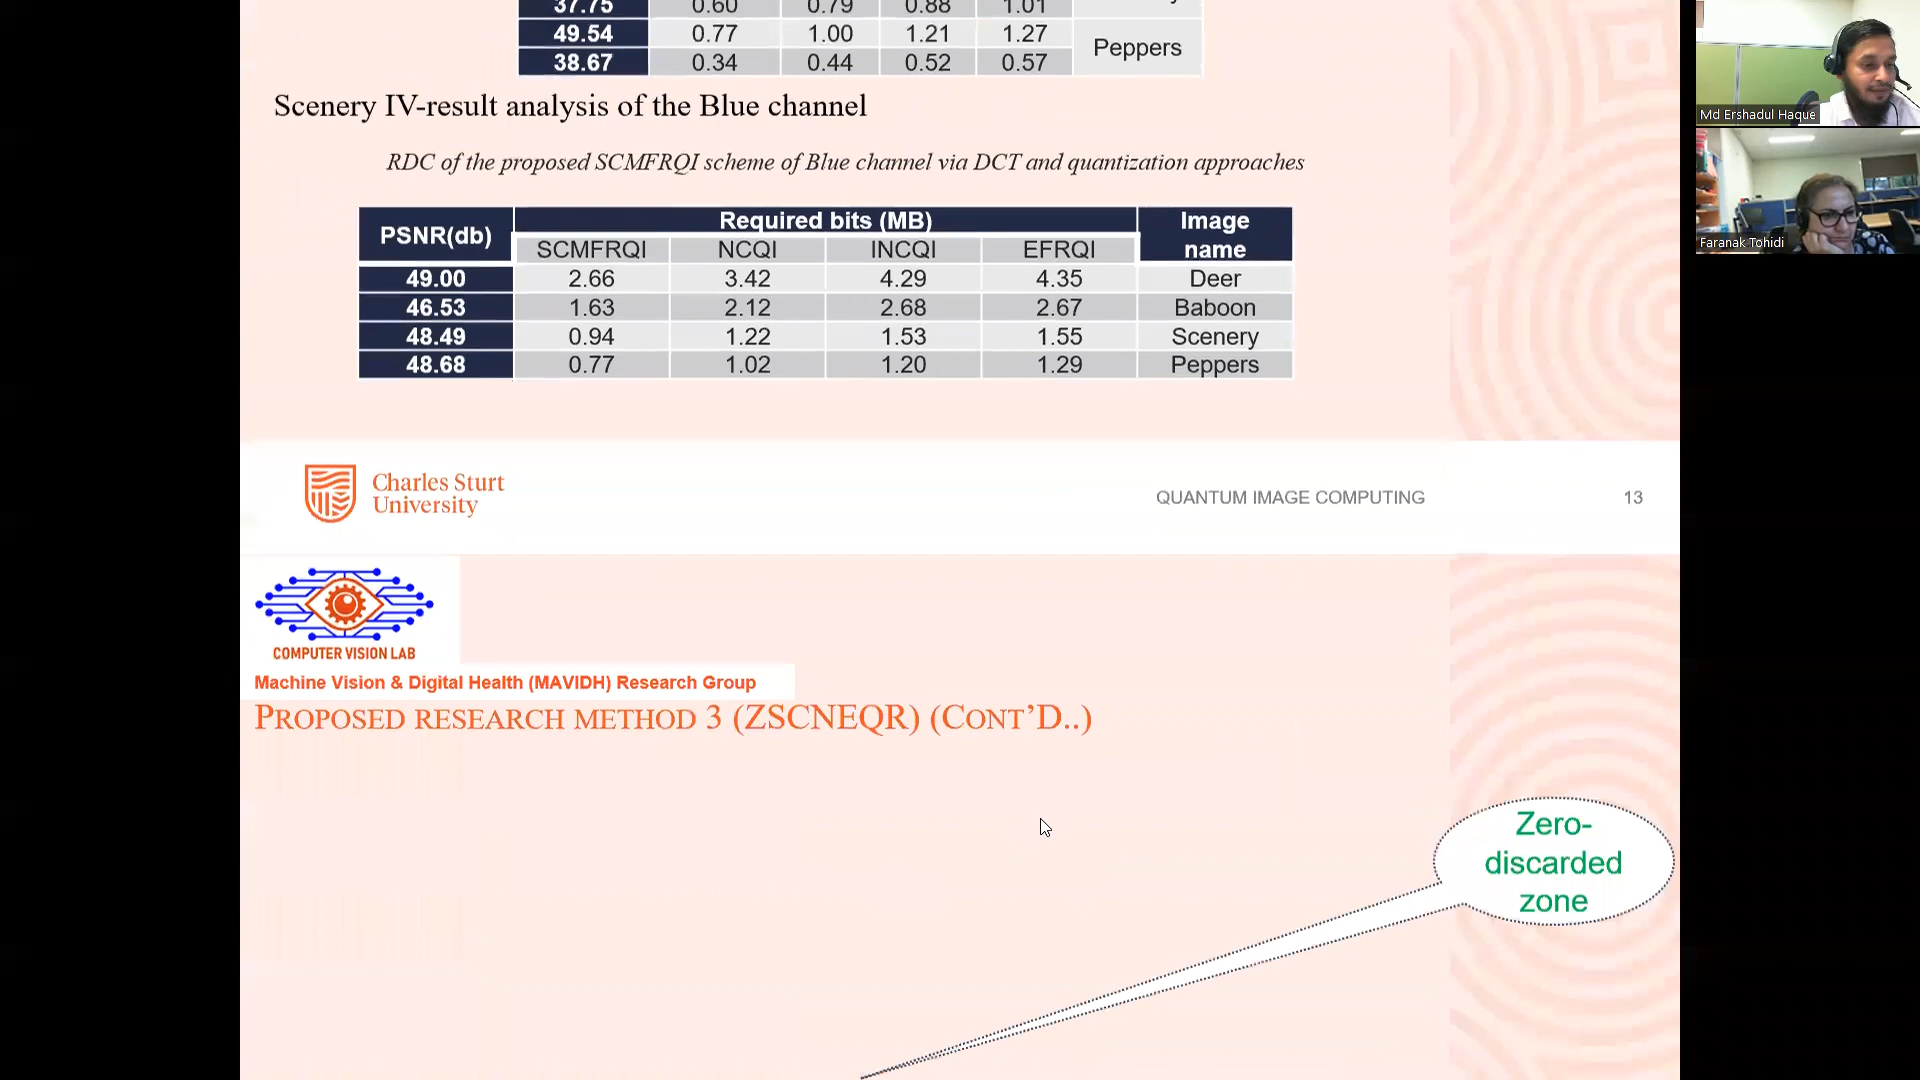 37.75 0.60 0.79 0.88 1.01
49.54 0.77 1.00 1.21 1.27 Peppers
38.67 0.34 0.44 0.52 0.57
Scenery IV-result analysis of the Blue channel
RDC of the proposed SCMFRQI scheme of Blue channel via DCT and quantization approaches
PSNR(db) Required bits (MB) Image name
SCMFRQI NCQI INCQI EFRQI
49.00 2.66 3.42 4.29 4.35 Deer
46.53 1.63 2.12 2.68 2.67 Baboon
48.49 0.94 1.22 1.53 1.55 Scenery
48.68 0.77 1.02 1.20 1.29 Peppers
Charles Sturt
University
QUANTUM IMAGE COMPUTING 13
COMPUTER VISION LAB
Machine Vision & Digital Health (MAVIDH) Research Group
PROPOSED RESEARCH METHOD 3 (ZSCNEQR) (CONT'D..)
Zero-
discarded
zone
Md Ershadul Haque
Faranak Tohidi